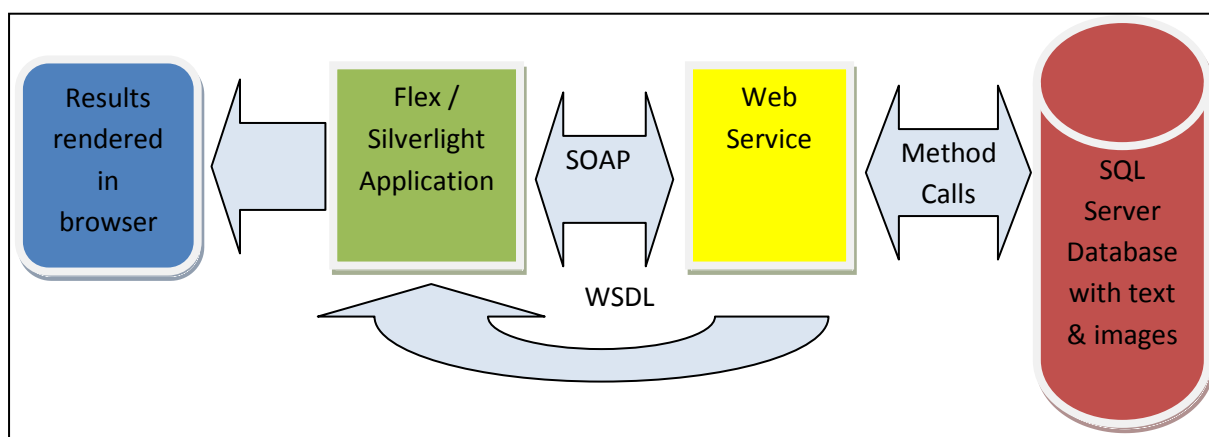 Results
rendered
in
browser
Flex /
Silverlight
Application
SOAP
Web
Service
Method
Calls
SQL
Server
Database
with text
& images
WSDL